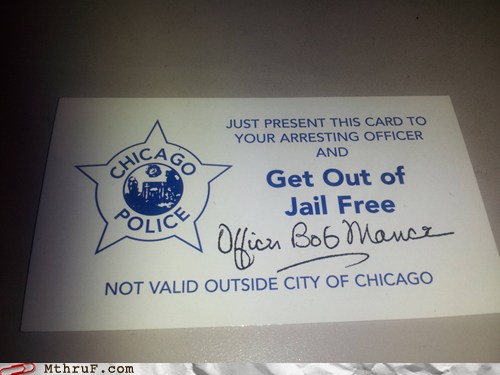 CHICAGO
POLICE
JUST PRESENT THIS CARD TO
YOUR ARRESTING OFFICER
AND
Get Out of
Jail Free
Officer Bob Mance
NOT VALID OUTSIDE CITY OF CHICAGO
MthruF.com